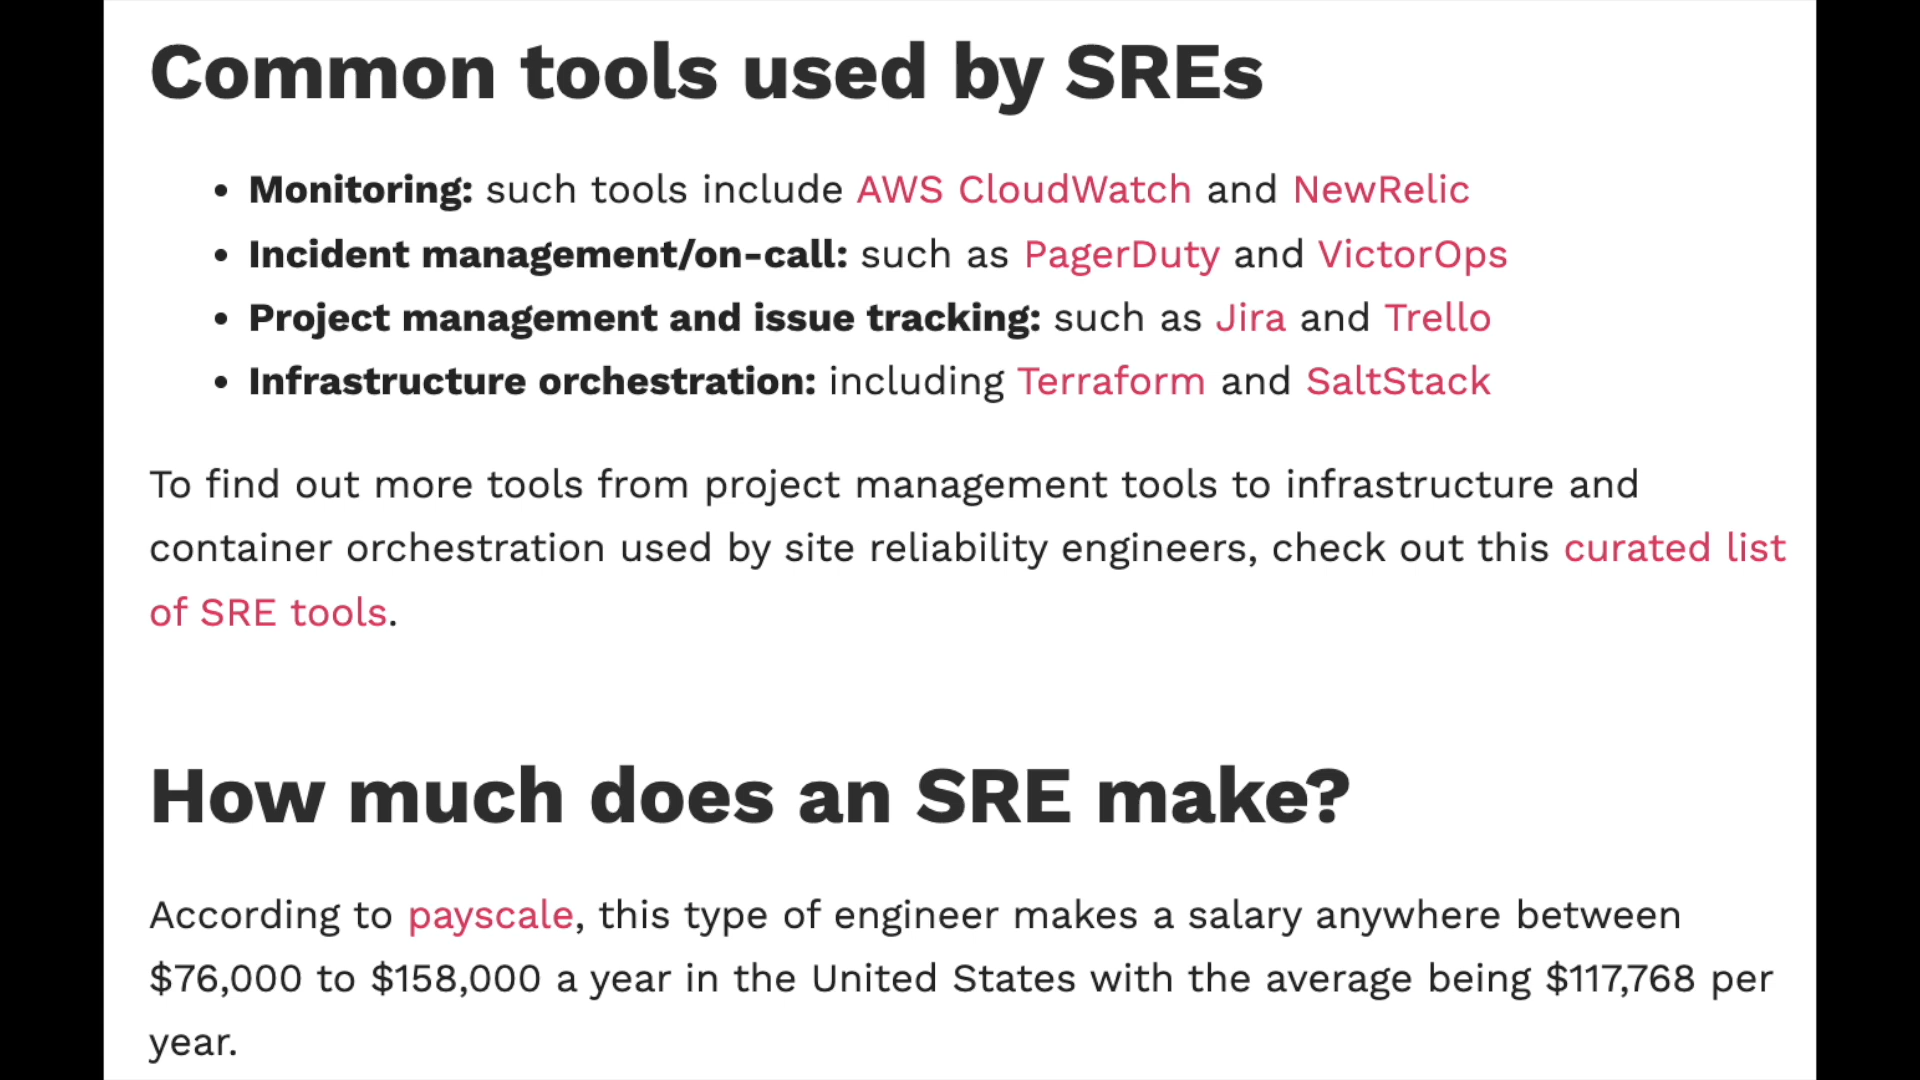 Common tools used by SREs
• Monitoring: such tools include AWS CloudWatch and NewRelic
• Incident management/on-call: such as PagerDuty and VictorOps
• Project management and issue tracking: such as Jira and Trello
• Infrastructure orchestration: including Terraform and SaltStack
To find out more tools from project management tools to infrastructure and
container orchestration used by site reliability engineers, check out this curated list
of SRE tools.
How much does an SRE make?
According to payscale, this type of engineer makes a salary anywhere between
$76,000 to $158,000 a year in the United States with the average being $117,768 per
year.